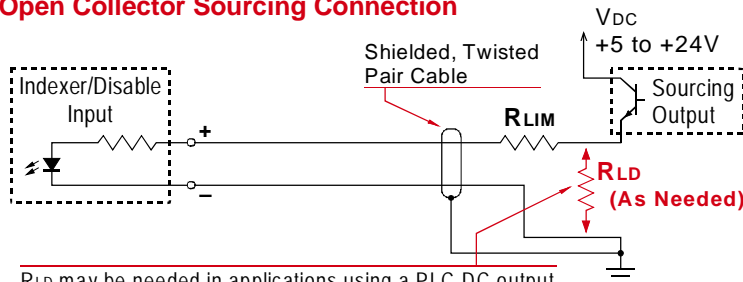 Open Collector Sourcing Connection
VDC
+5 to +24V
Shielded, Twisted
Pair Cable
Indexer/Disable
Input
Sourcing
Output
RLIM
+
RLD
(As Needed)
–
RLD may be needed in applications using a PLC DC output